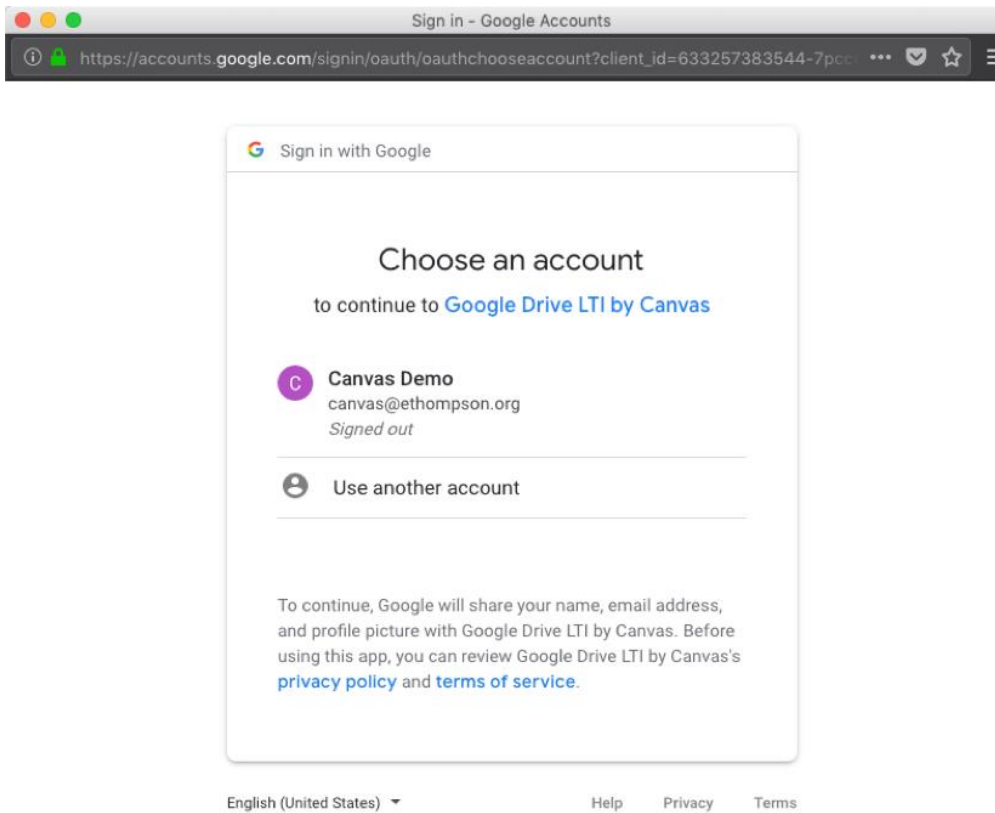 Sign in - Google Accounts
https://accounts.google.com/signin/oauth/oauthchooseaccount?client_id=633257383544-7pcc
Sign in with Google
Choose an account
to continue to Google Drive LTI by Canvas
C
Canvas Demo
canvas@ethompson.org
Signed out
Use another account
To continue, Google will share your name, email address,
and profile picture with Google Drive LTI by Canvas. Before
using this app, you can review Google Drive LTI by Canvas's
privacy policy and terms of service.
English (United States)
Help Privacy Terms